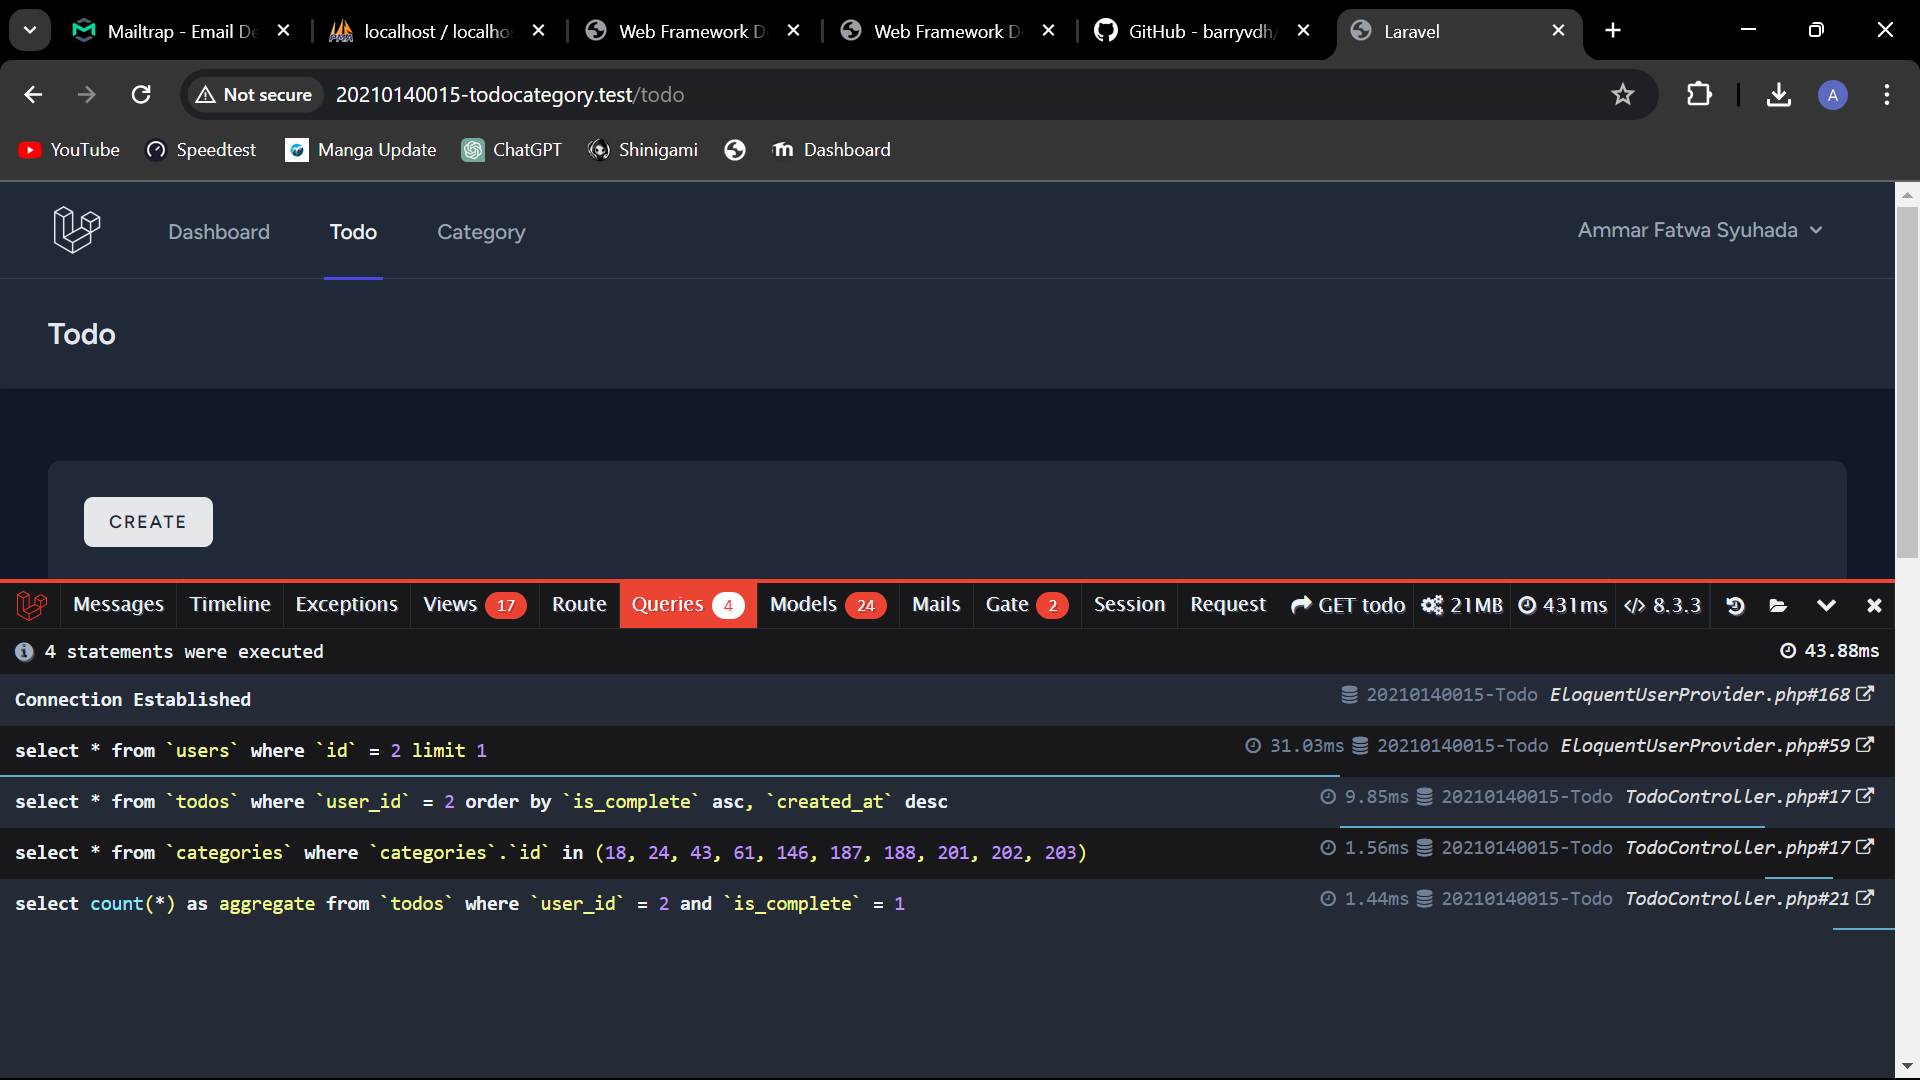 Mailtrap - Email De
localhost / localhos
Web Framework D
Web Framework D
GitHub - barryvdh/
Laravel
Not secure
20210140015-todocategory.test/todo
A
YouTube
Speedtest
Manga Update
ChatGPT
Shinigami
Dashboard
Dashboard
Todo
Category
Ammar Fatwa Syuhada
Todo
CREATE
Messages
Timeline
Exceptions
Views 17
Route
Queries 4
Models 24
Mails
Gate 2
Session
Request
GET todo
21MB
431ms
</> 8.3.3
4 statements were executed
43.88ms
Connection Established
20210140015-Todo EloquentUserProvider.php#168
select * from `users` where `id` = 2 limit 1
31.03ms 20210140015-Todo EloquentUserProvider.php#59
select * from `todos` where `user_id` = 2 order by `is_complete` asc, `created_at` desc
9.85ms 20210140015-Todo TodoController.php#17
select * from `categories` where `categories`.`id` in (18, 24, 43, 61, 146, 187, 188, 201, 202, 203)
1.56ms 20210140015-Todo TodoController.php#17
select count(*) as aggregate from `todos` where `user_id` = 2 and `is_complete` = 1
1.44ms 20210140015-Todo TodoController.php#21